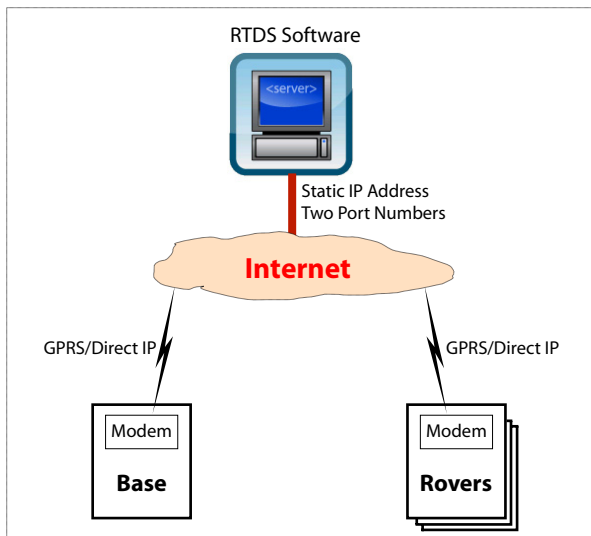 RTDS Software
<server>
Static IP Address
Two Port Numbers
Internet
GPRS/Direct IP
GPRS/Direct IP
Modem
Modem
Base
Rovers